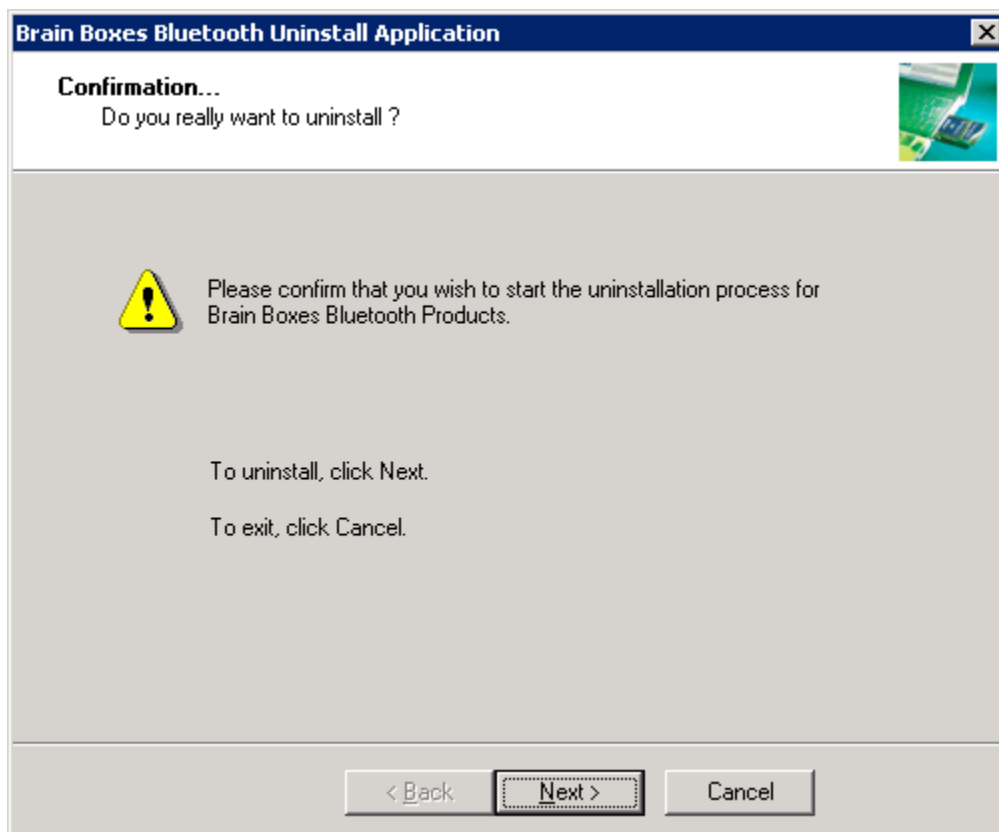 Brain Boxes Bluetooth Uninstall Application
Confirmation...
Do you really want to uninstall ?
Please confirm that you wish to start the uninstallation process for
Brain Boxes Bluetooth Products.
To uninstall, click Next.
To exit, click Cancel.
< Back Next > Cancel